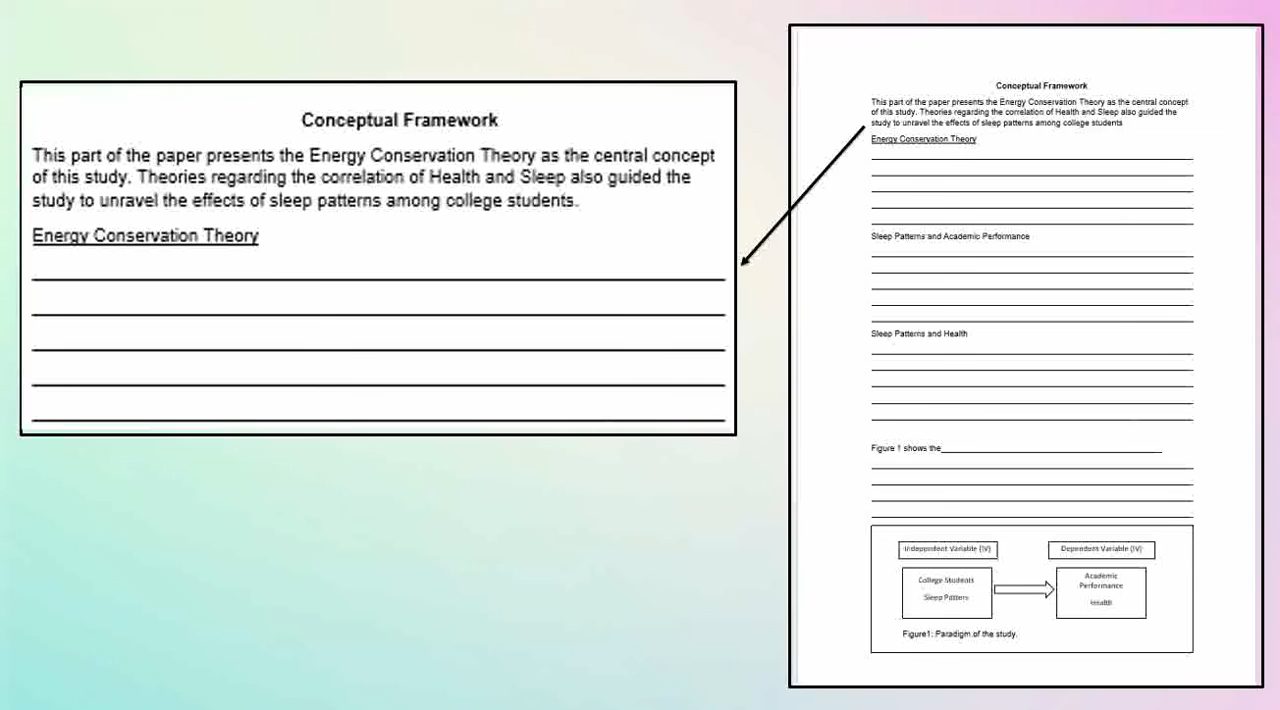 Conceptual Framework
This part of the paper presents the Energy Conservation Theory as the central concept
of this study. Theories regarding the correlation of Health and Sleep also guided the
study to unravel the effects of sleep patterns among college students.
Energy Conservation Theory
Conceptual Framework
This part of the paper presents the Energy Conservation Theory as the central concept
of this study. Theories regarding the correlation of Health and Sleep also guided the
study to unravel the effects of sleep patterns among college students
Energy Conservation Theory
Sleep Patterns and Academic Performance
Sleep Patterns and Health
Figure 1 shows the
Independent Variable (IV)
Dependent Variable (IV)
College Students
Sleep Patters
Academic
Performance
Health
Figure1: Paradigm of the study.